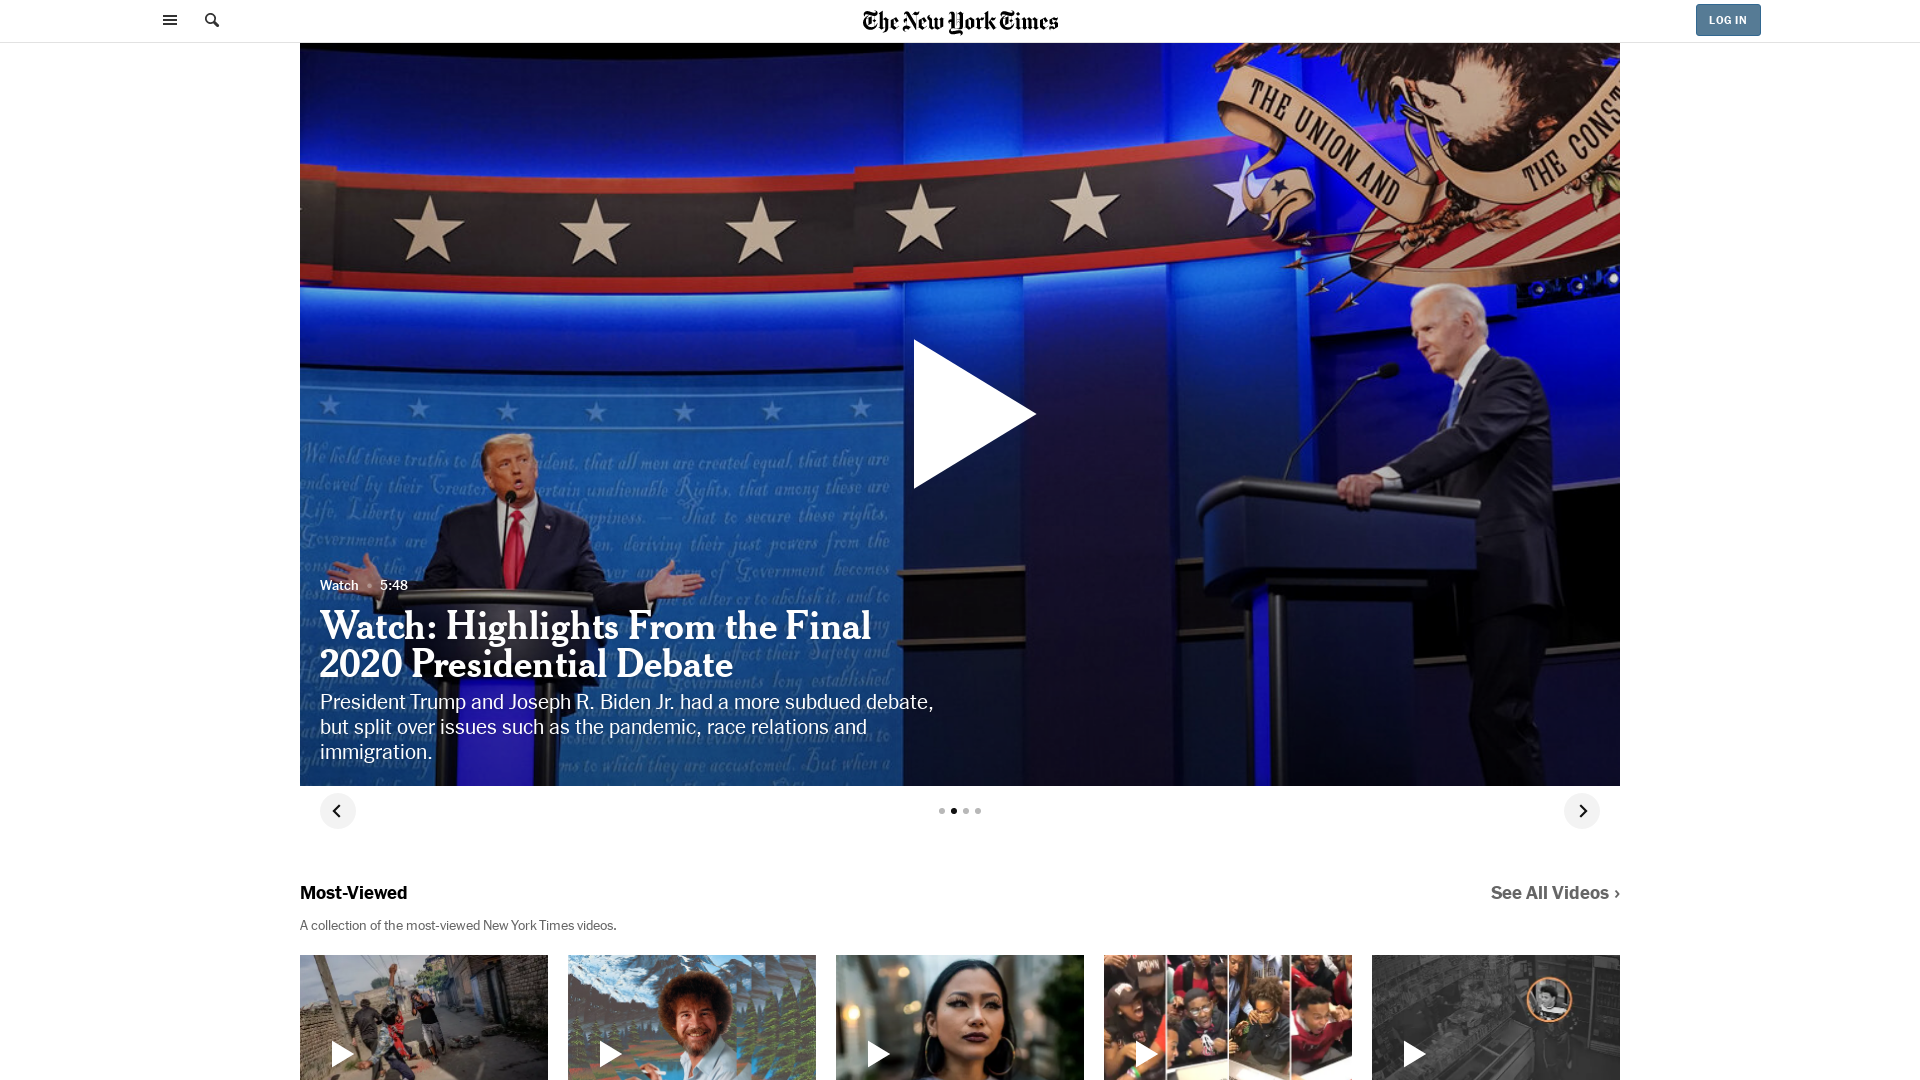 The New York Times
LOG IN
THE UNION AND
THE CONST
Watch • 5:48
Watch: Highlights From the Final
2020 Presidential Debate
President Trump and Joseph R. Biden Jr. had a more subdued debate,
but split over issues such as the pandemic, race relations and
immigration.
Most-Viewed
See All Videos ›
A collection of the most-viewed New York Times videos.